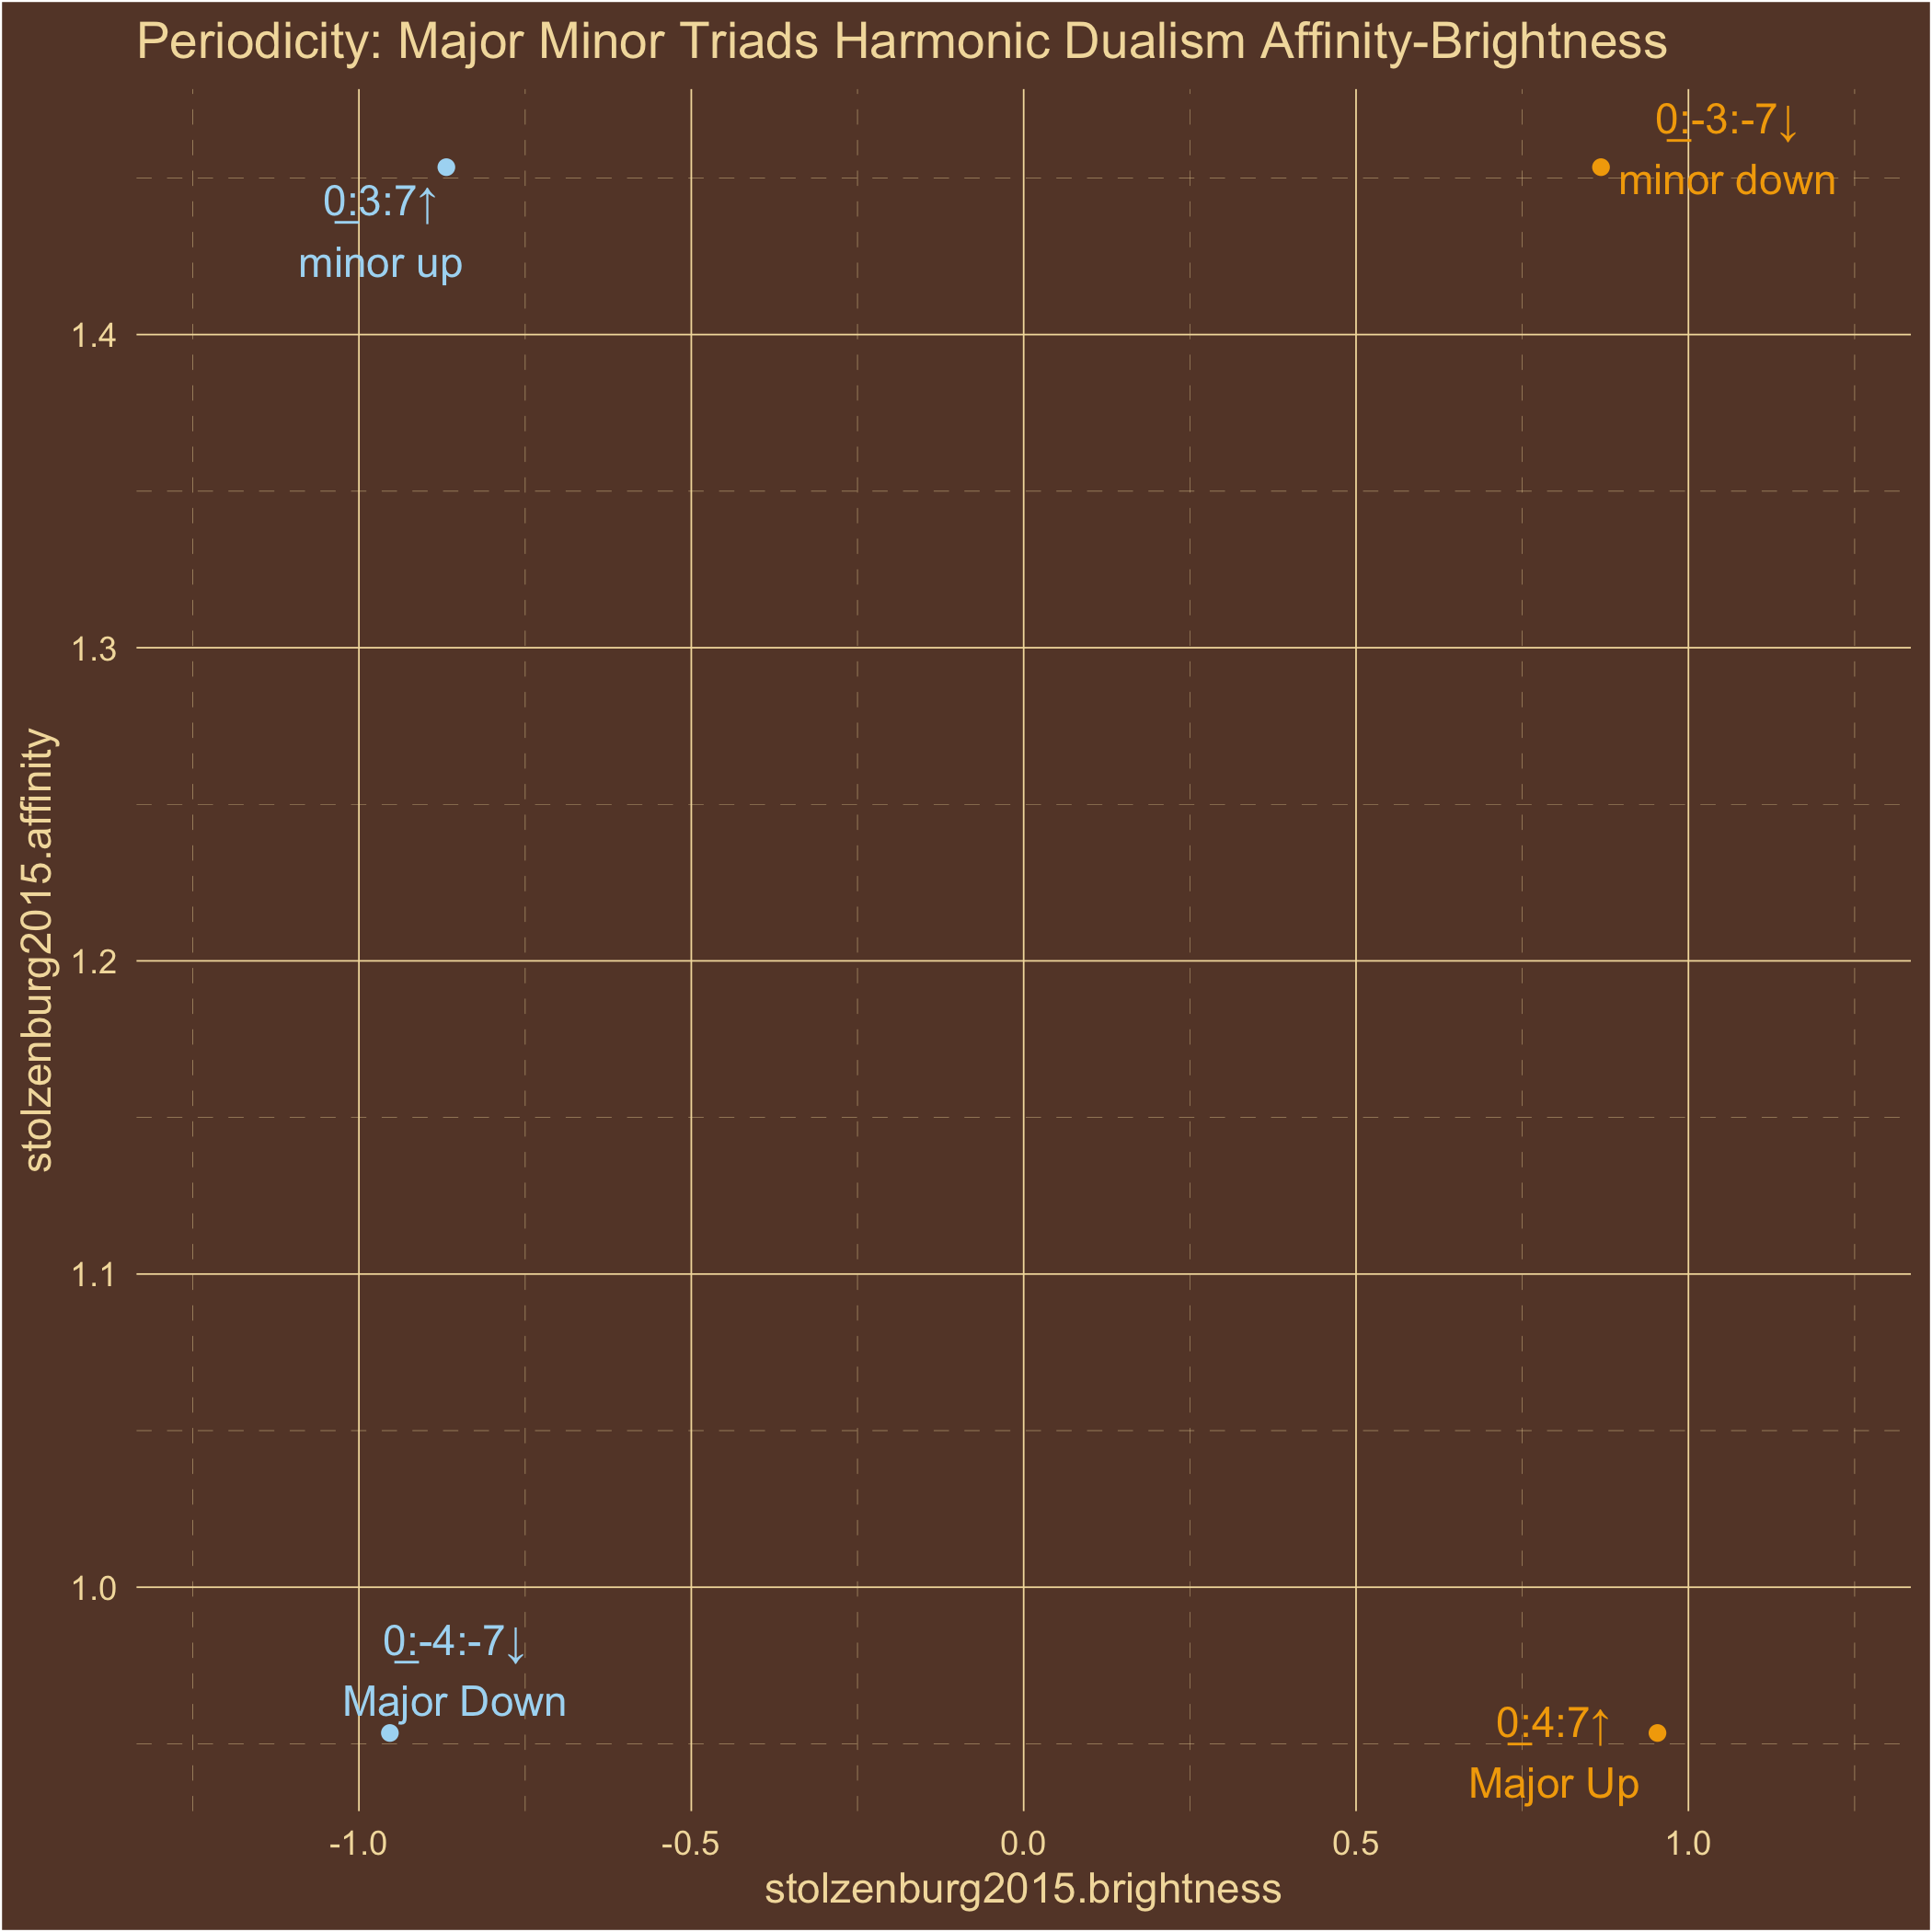 Periodicity: Major Minor Triads Harmonic Dualism Affinity-Brightness
0:-3:-7↓
minor down
0:3:7↑
minor up
1.4
1.3
1.2
1.1
1.0
stolzenburg2015.affinity
0:-4:-7↓
Major Down
0:4:7↑
Major Up
-1.0
-0.5
0.0
0.5
1.0
stolzenburg2015.brightness